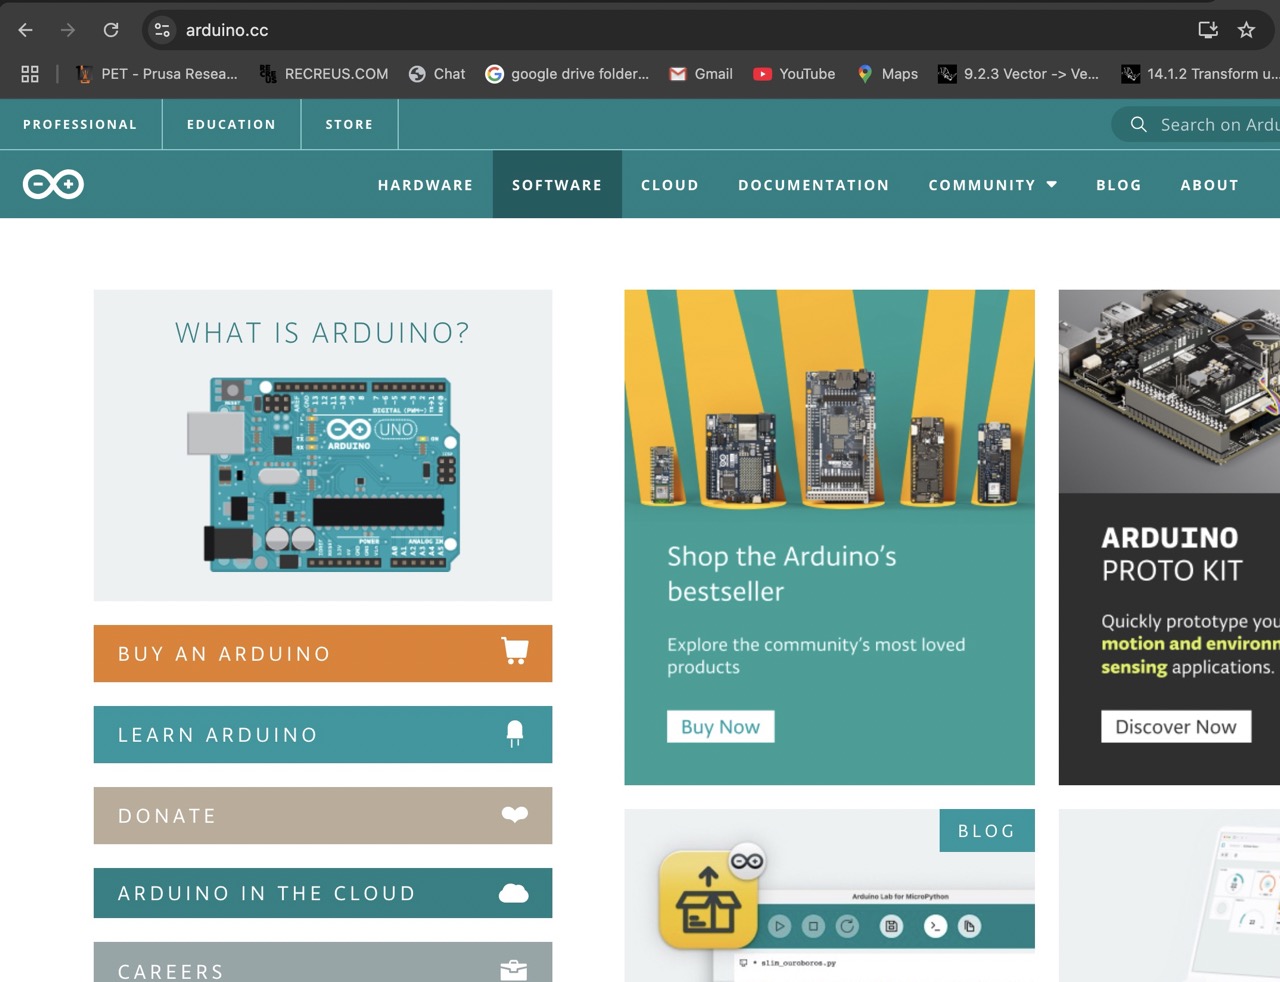 arduino.cc
PET - Prusa Resea...
RECREUS.COM
Chat
google drive folder...
Gmail
YouTube
Maps
9.2.3 Vector -> Ve...
14.1.2 Transform u...
PROFESSIONAL
EDUCATION
STORE
Search on Ardu
HARDWARE
SOFTWARE
CLOUD
DOCUMENTATION
COMMUNITY
BLOG
ABOUT
WHAT IS ARDUINO?
DIGITAL (PWM~)
UNO
ARDUINO
TX
RX
ON
POWER
ANALOG IN
BUY AN ARDUINO
LEARN ARDUINO
DONATE
ARDUINO IN THE CLOUD
CAREERS
Shop the Arduino’s
bestseller
Explore the community’s most loved
products
Buy Now
ARDUINO
PROTO KIT
Quickly prototype you
motion and environ
sensing applications.
Discover Now
BLOG
Arduino Lab for MicroPython
slim_ouroboros.py